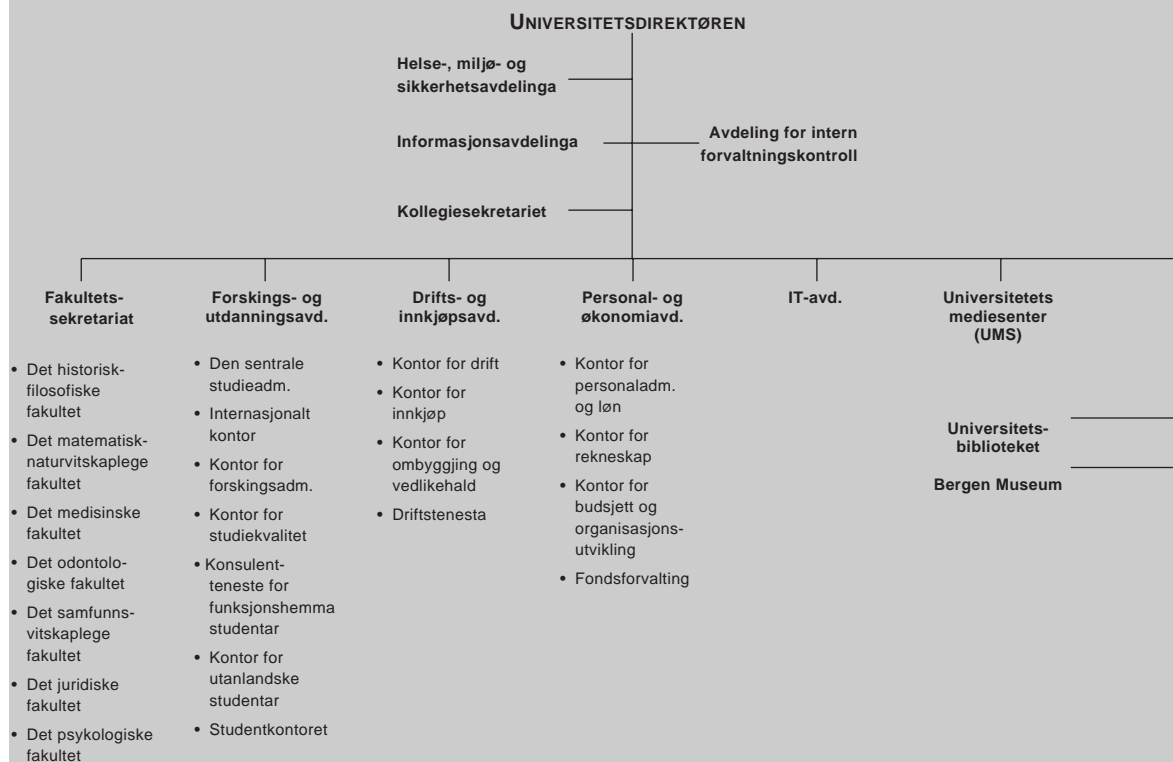 UNIVERSITETSDIREKTØREN
Helse-, miljø- og
sikkerhetsavdelinga
Informasjonsavdelinga
Avdeling for intern
forvaltningskontroll
Kollegiesekretariet
Fakultets-
sekretariat
• Det historisk-
filosofiske
fakultet
• Det matematisk-
naturvitskaplege
fakultet
• Det medisinske
fakultet
• Det odontolo-
giske fakultet
• Det samfunns-
vitskaplege
fakultet
• Det juridiske
fakultet
• Det psykologiske
fakultet
Forskings- og
utdanningsavd.
• Den sentrale
studieadm.
• Internasjonalt
kontor
• Kontor for
forskingsadm.
• Kontor for
studiekvalitet
• Konsulent-
teneste for
funksjonshemma
studentar
• Kontor for
utanlandske
studentar
• Studentkontoret
Drifts- og
innkjøpsavd.
• Kontor for drift
• Kontor for
innkjøp
• Kontor for
ombyggjing og
vedlikehald
• Driftstenesta
Personal- og
økonomiavd.
• Kontor for
personaladm.
og løn
• Kontor for
rekneskap
• Kontor for
budsjett og
organisasjons-
utvikling
• Fondsforvalting
IT-avd.
Universitetets
mediesenter
(UMS)
Universitets-
biblioteket
Bergen Museum